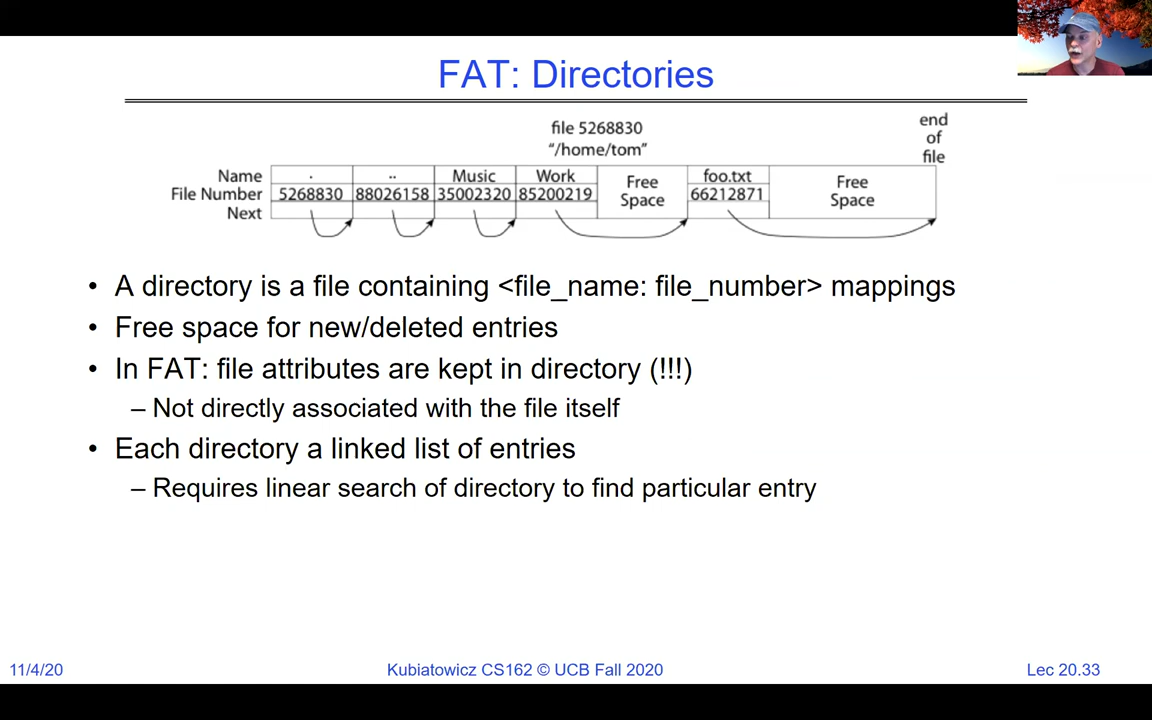 FAT: Directories
file 5268830
"/home/tom"
end
of
file
Name . .. Music Work Free Space foo.txt Free Space
File Number 5268830 88026158 35002320 85200219 66212871
Next
• A directory is a file containing <file_name: file_number> mappings
• Free space for new/deleted entries
• In FAT: file attributes are kept in directory (!!!)
– Not directly associated with the file itself
• Each directory a linked list of entries
– Requires linear search of directory to find particular entry
11/4/20 Kubiatowicz CS162 © UCB Fall 2020 Lec 20.33